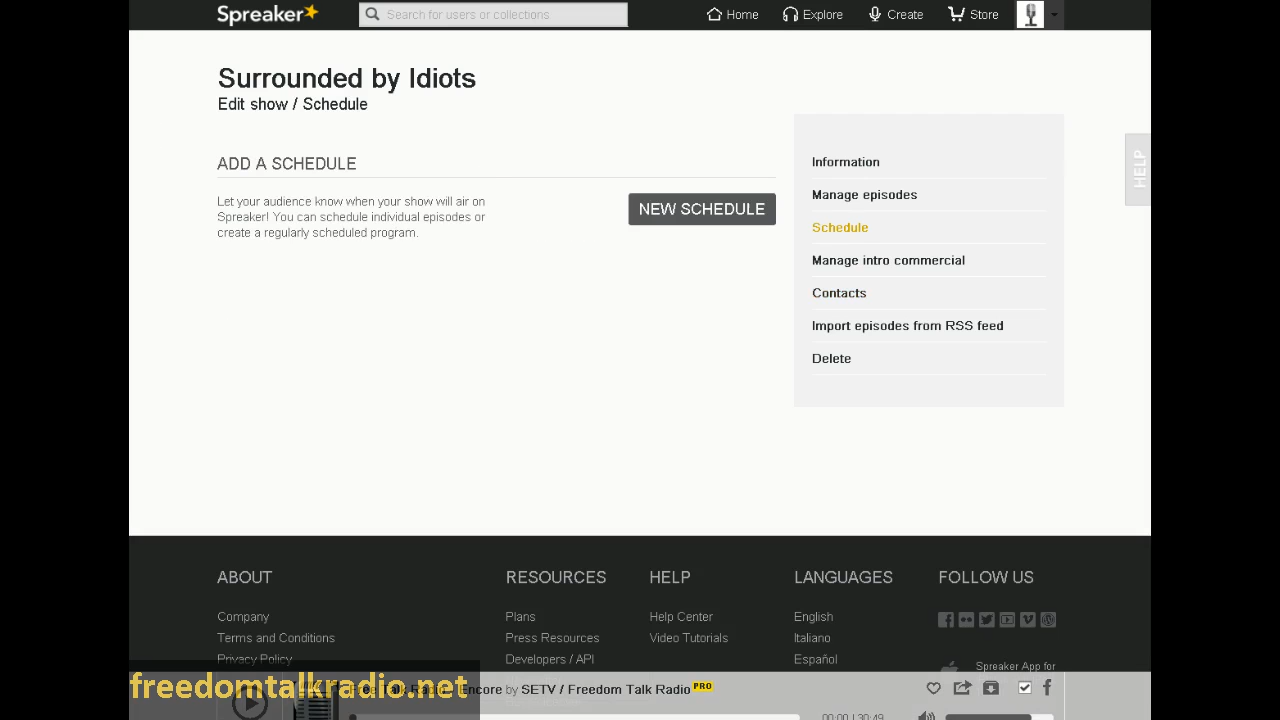 Spreaker
Search for users or collections
Home
Explore
Create
Store
Surrounded by Idiots
Edit show / Schedule
ADD A SCHEDULE
Let your audience know when your show will air on
Spreaker! You can schedule individual episodes or
create a regularly scheduled program.
NEW SCHEDULE
Information
Manage episodes
Schedule
Manage intro commercial
Contacts
Import episodes from RSS feed
Delete
HELP
ABOUT
Company
Terms and Conditions
Privacy Policy
RESOURCES
Plans
Press Resources
Developers / API
HELP
Help Center
Video Tutorials
LANGUAGES
English
Italiano
Español
FOLLOW US
Spreaker App for
freedomtalkradio.net
Encore by SETV / Freedom Talk Radio PRO
00:00 | 30:49